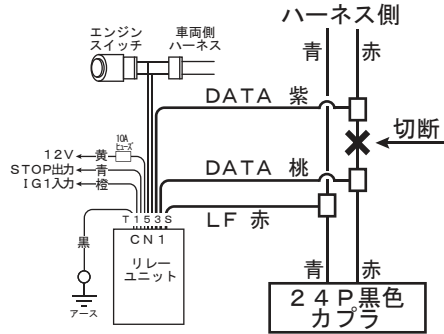 エンジン
スイッチ
車両側
ハーネス
ハーネス側
青 赤
DATA 紫
切断
10A
ヒューズ
12V 黄
STOP出力 青
IG1入力 橙
DATA 桃
LF 赤
T153S
CN1
黒
リレー
ユニット
アース
青 赤
24P黒色
カプラ